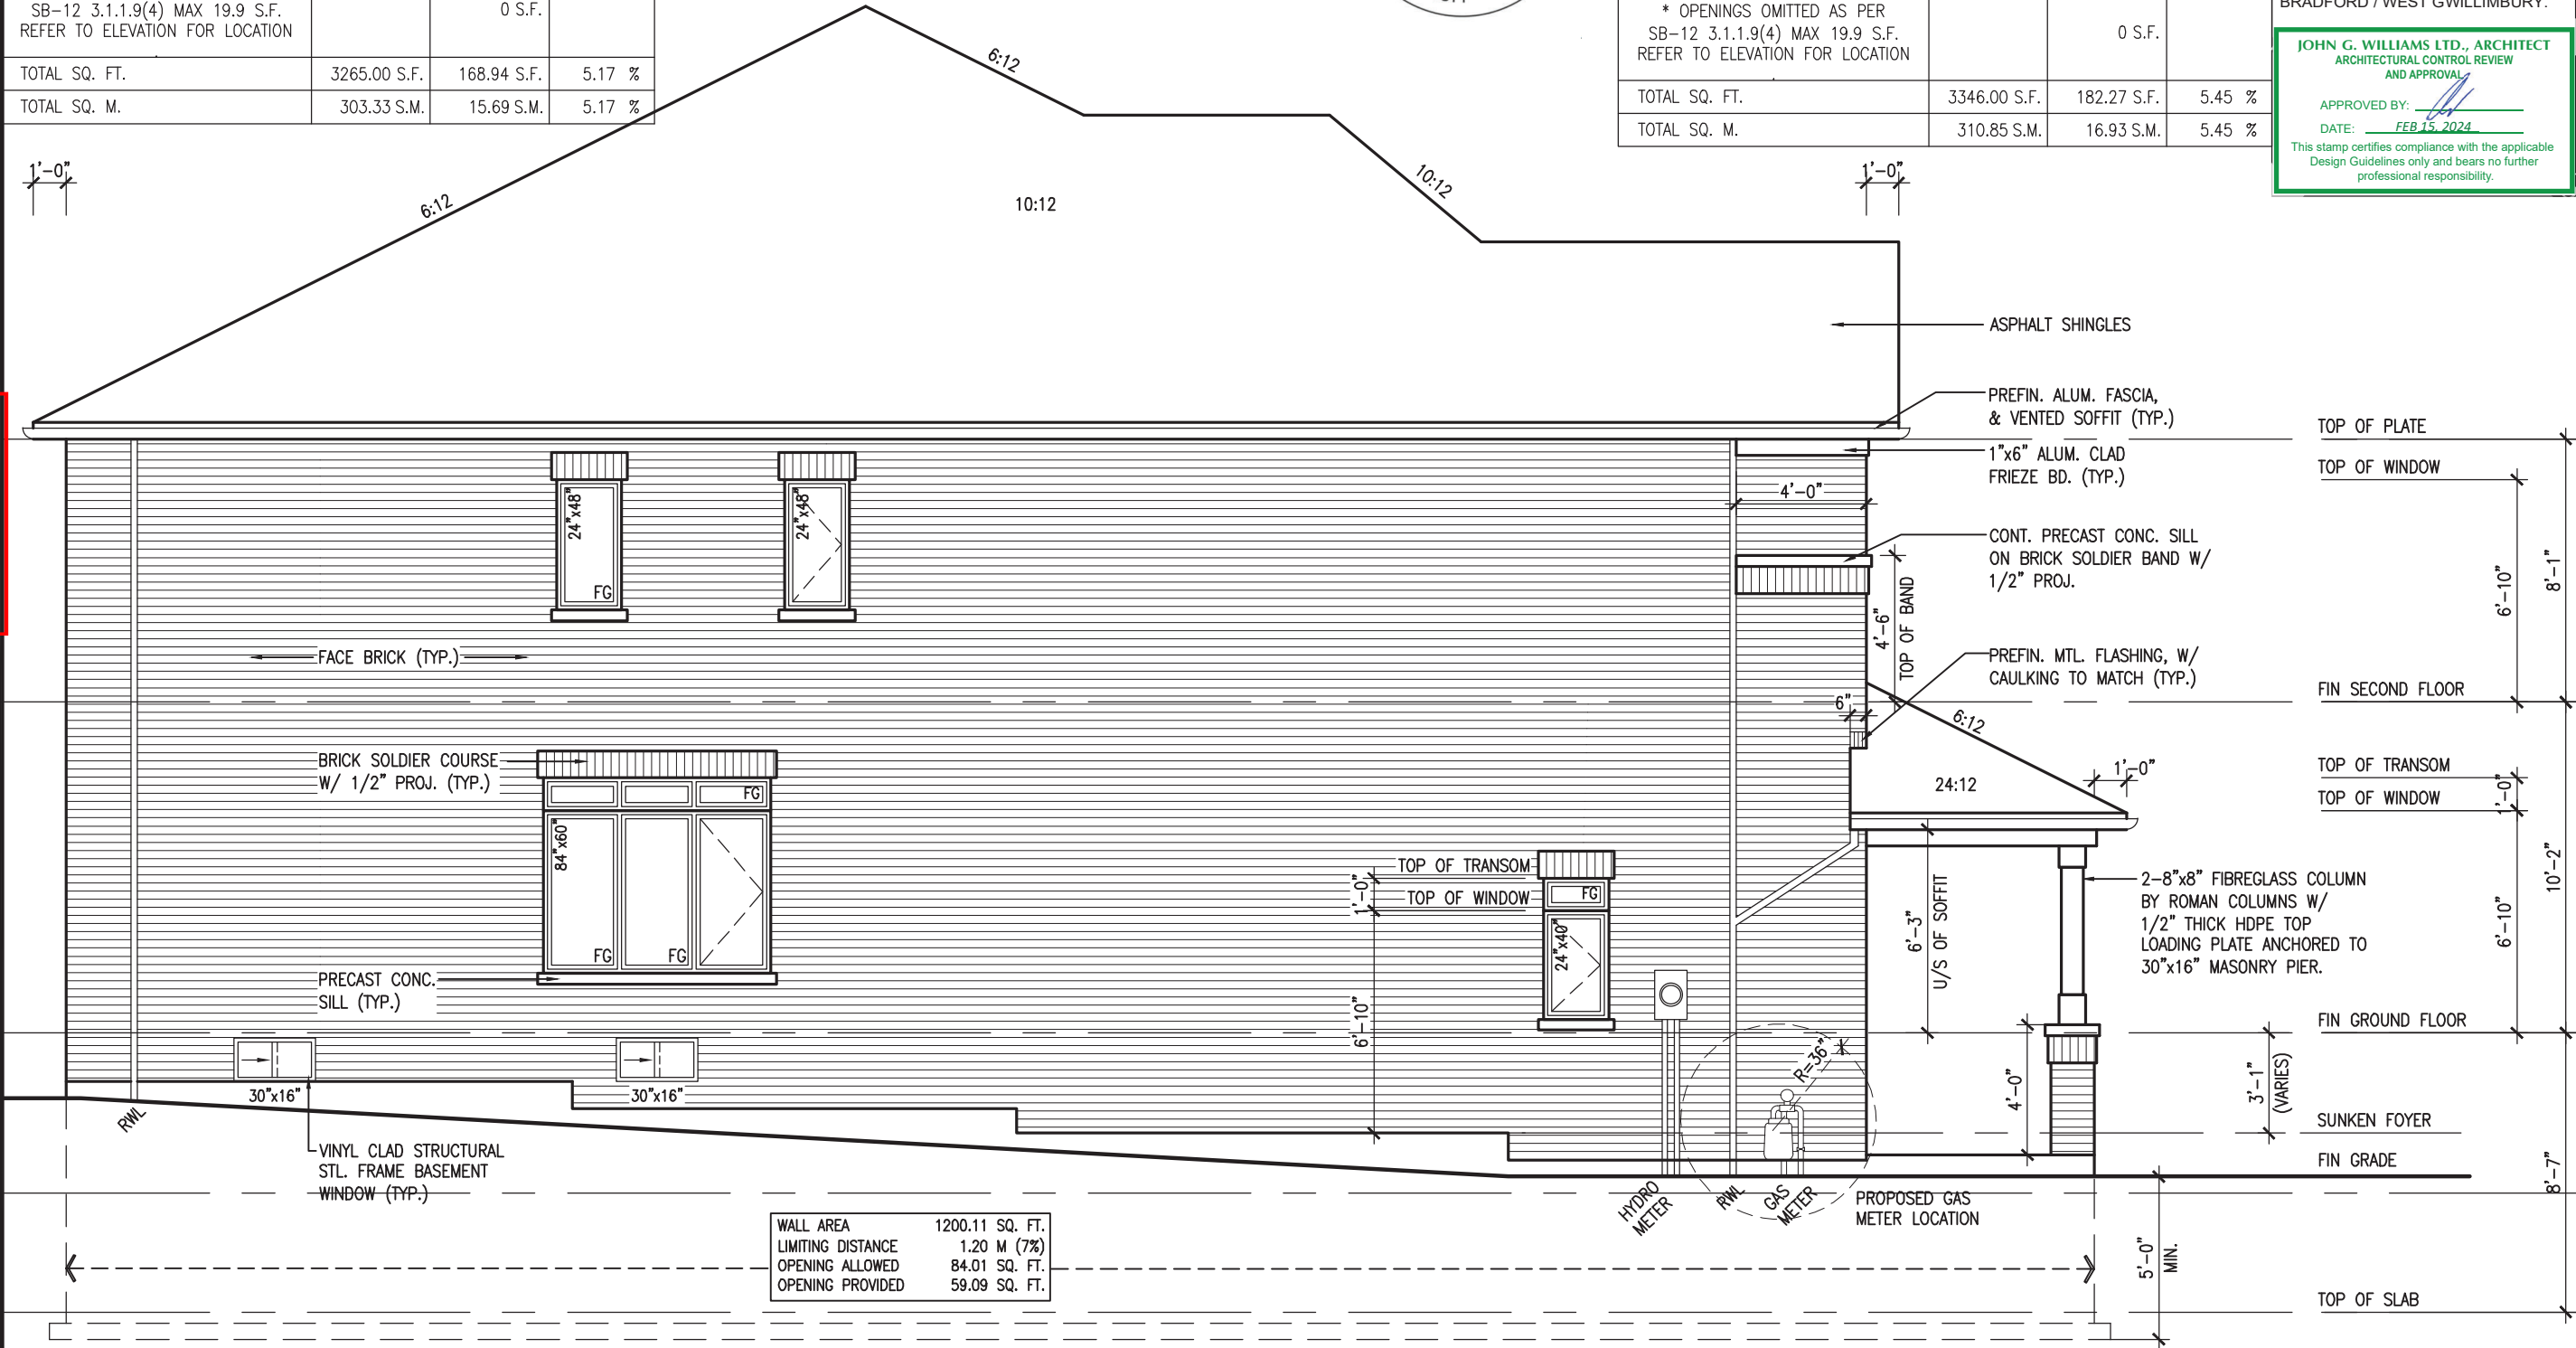 SB-12 3.1.1.9(4) MAX 19.9 S.F.
REFER TO ELEVATION FOR LOCATION
0 S.F.
TOTAL SQ. FT. 3265.00 S.F. 168.94 S.F. 5.17 %
TOTAL SQ. M. 303.33 S.M. 15.69 S.M. 5.17 %
* OPENINGS OMITTED AS PER
SB-12 3.1.1.9(4) MAX 19.9 S.F.
REFER TO ELEVATION FOR LOCATION
0 S.F.
TOTAL SQ. FT. 3346.00 S.F. 182.27 S.F. 5.45 %
TOTAL SQ. M. 310.85 S.M. 16.93 S.M. 5.45 %
BRADFORD / WEST GWILLIMBURY.
JOHN G. WILLIAMS LTD., ARCHITECT
ARCHITECTURAL CONTROL REVIEW
AND APPROVAL
APPROVED BY:
DATE: FEB 15, 2024
This stamp certifies compliance with the applicable
Design Guidelines only and bears no further
professional responsibility.
1'-0"
6:12
6:12
10:12
10:12
1'-0"
ASPHALT SHINGLES
PREFIN. ALUM. FASCIA,
& VENTED SOFFIT (TYP.)
1"x6" ALUM. CLAD
FRIEZE BD. (TYP.)
4'-0"
CONT. PRECAST CONC. SILL
ON BRICK SOLDIER BAND W/
1/2" PROJ.
4'-6"
TOP OF BAND
PREFIN. MTL. FLASHING, W/
CAULKING TO MATCH (TYP.)
6"
6:12
24:12
1'-0"
TOP OF PLATE
TOP OF WINDOW
6'-10"
8'-1"
FIN SECOND FLOOR
TOP OF TRANSOM
TOP OF WINDOW
1'-0"
6'-10"
10'-2"
FIN GROUND FLOOR
3'-1"
(VARIES)
SUNKEN FOYER
FIN GRADE
8'-7"
TOP OF SLAB
24"x48"
FG
24"x48"
FACE BRICK (TYP.)
BRICK SOLDIER COURSE
W/ 1/2" PROJ. (TYP.)
FG
84"x60"
FG
FG
PRECAST CONC.
SILL (TYP.)
TOP OF TRANSOM
TOP OF WINDOW
1'-0"
6'-10"
FG
24"x40"
6'-3"
U/S OF SOFFIT
2-8"x8" FIBREGLASS COLUMN
BY ROMAN COLUMNS W/
1/2" THICK HDPE TOP
LOADING PLATE ANCHORED TO
30"x16" MASONRY PIER.
R=36"
4'-0"
30"x16"
30"x16"
RWL
VINYL CLAD STRUCTURAL
STL. FRAME BASEMENT
WINDOW (TYP.)
HYDRO
METER
RWL
GAS
METER
PROPOSED GAS
METER LOCATION
5'-0"
MIN.
WALL AREA 1200.11 SQ. FT.
LIMITING DISTANCE 1.20 M (7%)
OPENING ALLOWED 84.01 SQ. FT.
OPENING PROVIDED 59.09 SQ. FT.